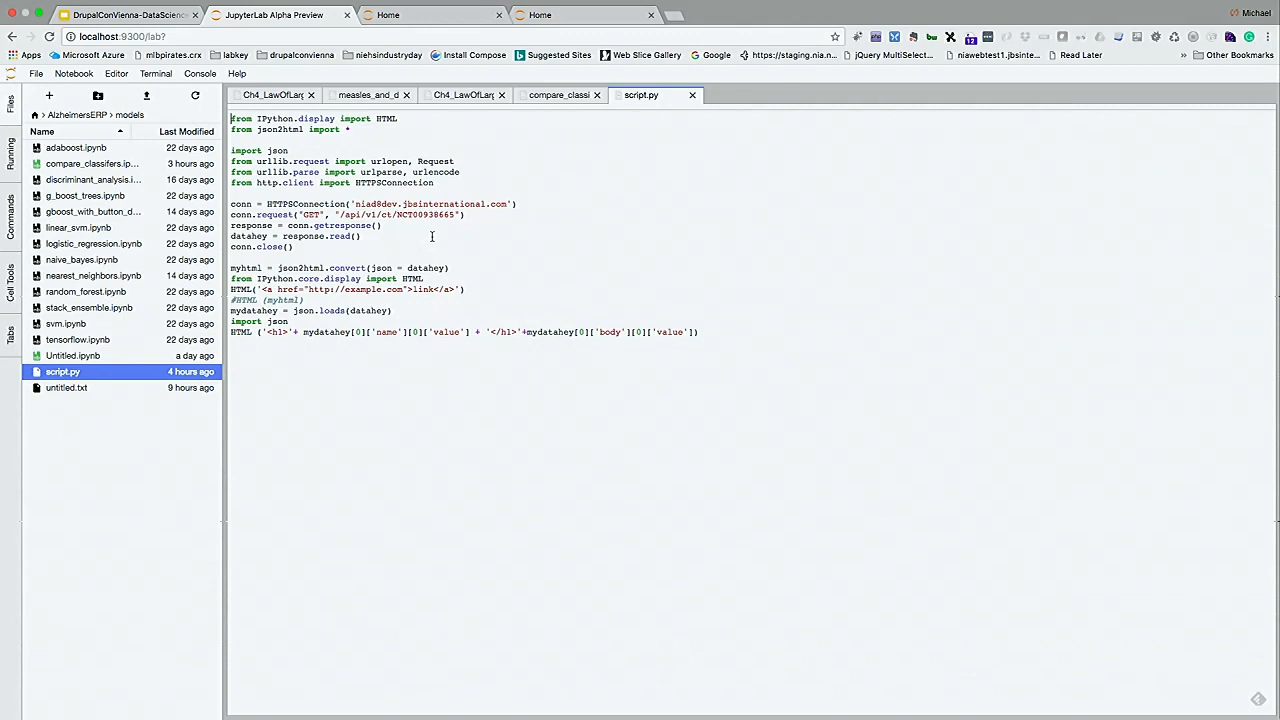 DrupalConVienna-DataScience
JupyterLab Alpha Preview
Home
Home
Michael
localhost:9300/lab?
Apps
Microsoft Azure
mlbpirates.crx
labkey
drupalconvienna
niehsindustryday
Install Compose
Suggested Sites
Web Slice Gallery
Google
https://staging.nia.n...
jQuery MultiSelect...
niawebtest1.jbsinte...
Read Later
»
Other Bookmarks
12
File Notebook Editor Terminal Console Help
Files
Running
Commands
Cell Tools
Tabs
AlzheimersERP > models
Name Last Modified
adaboost.ipynb 22 days ago
compare_classifers.ip... 3 hours ago
discriminant_analysis.i... 16 days ago
g_boost_trees.ipynb 22 days ago
gboost_with_button_d... 14 days ago
linear_svm.ipynb 22 days ago
logistic_regression.ipynb 22 days ago
naive_bayes.ipynb 22 days ago
nearest_neighbors.ipynb 14 days ago
random_forest.ipynb 22 days ago
stack_ensemble.ipynb 22 days ago
svm.ipynb 22 days ago
tensorflow.ipynb 22 days ago
Untitled.ipynb a day ago
script.py 4 hours ago
untitled.txt 9 hours ago
Ch4_LawOfLarg
measles_and_d
Ch4_LawOfLarg
compare_classi
script.py
from IPython.display import HTML
from json2html import *
import json
from urllib.request import urlopen, Request
from urllib.parse import urlparse, urlencode
from http.client import HTTPSConnection
conn = HTTPSConnection('niad8dev.jbsinternational.com')
conn.request("GET", "/api/v1/ct/NCT00938665")
response = conn.getresponse()
datahey = response.read()
conn.close()
myhtml = json2html.convert(json = datahey)
from IPython.core.display import HTML
HTML('<a href="http://example.com">link</a>')
#HTML (myhtml)
mydatahey = json.loads(datahey)
import json
HTML ('<h1>'+ mydatahey[0]['name'][0]['value'] + '</h1>'+mydatahey[0]['body'][0]['value'])